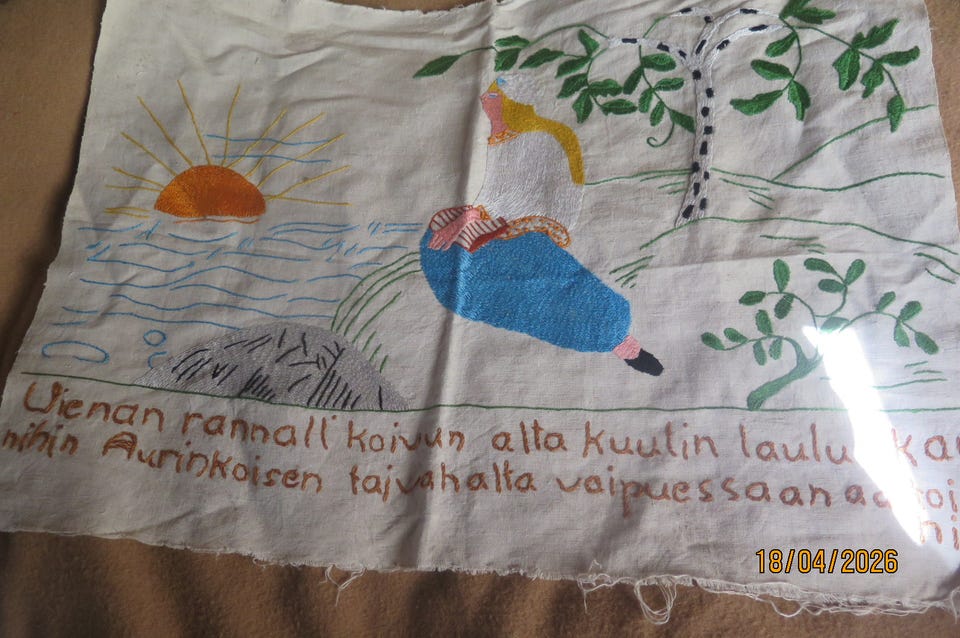 Vienan rannall' koivun alta kuulin
nihin Aurinkoisen taivahalta vaipuessaan
18/04/2026